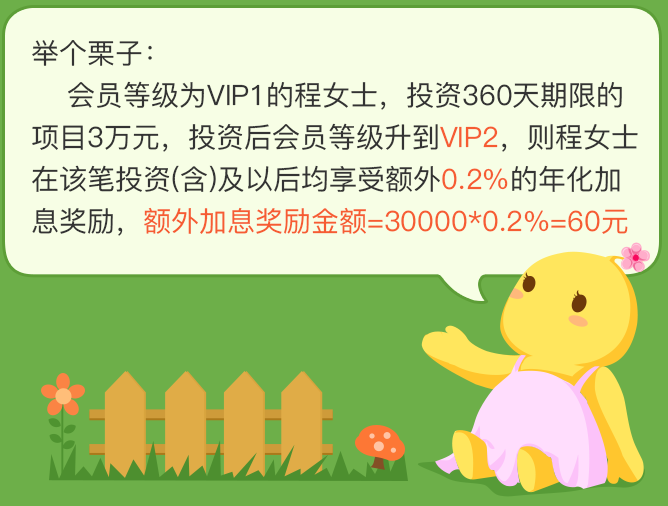 举个栗子：
会员等级为VIP1的程女士，投资360天期限的
项目3万元，投资后会员等级升到VIP2，则程女士
在该笔投资(含)及以后均享受额外0.2%的年化加
息奖励，额外加息奖励金额=30000*0.2%=60元